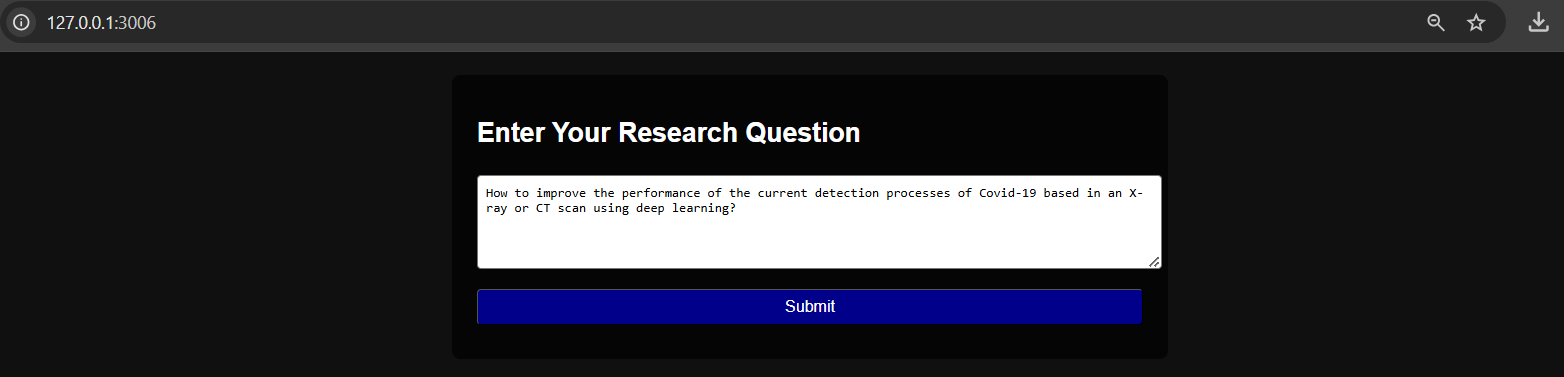 127.0.0.1:3006
Enter Your Research Question
How to improve the performance of the current detection processes of Covid-19 based in an X-
ray or CT scan using deep learning?
Submit